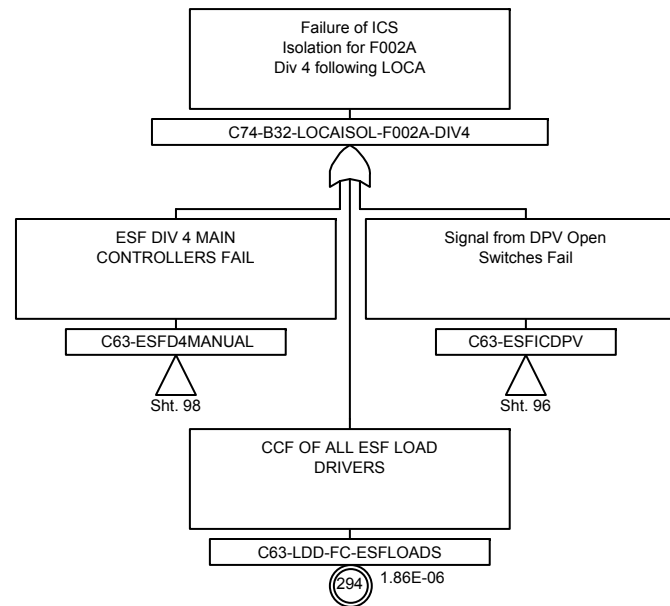 Failure of ICS
Isolation for F002A
Div 4 following LOCA
C74-B32-LOCAISOL-F002A-DIV4
ESF DIV 4 MAIN
CONTROLLERS FAIL
C63-ESFD4MANUAL
Sht. 98
Signal from DPV Open
Switches Fail
C63-ESFICDPV
Sht. 96
CCF OF ALL ESF LOAD
DRIVERS
C63-LDD-FC-ESFLOADS
294
1.86E-06